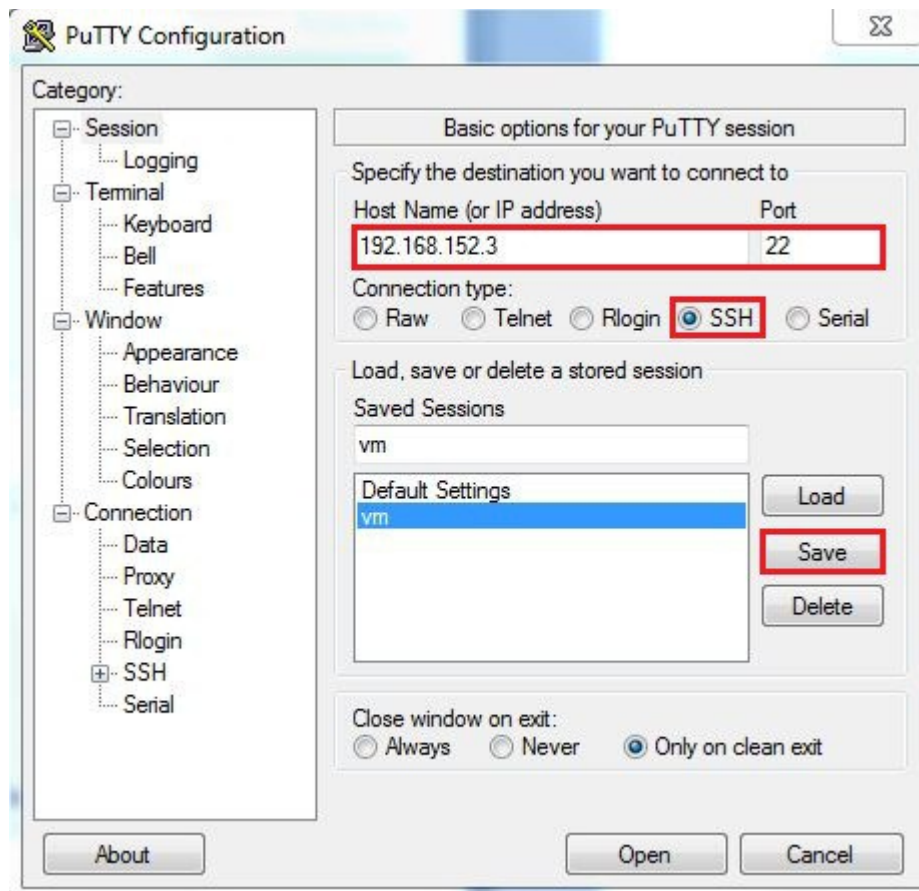 PuTTY Configuration
Category:
Session
Logging
Terminal
Keyboard
Bell
Features
Window
Appearance
Behaviour
Translation
Selection
Colours
Connection
Data
Proxy
Telnet
Rlogin
SSH
Serial
Basic options for your PuTTY session
Specify the destination you want to connect to
Host Name (or IP address) Port
192.168.152.3 22
Connection type:
Raw Telnet Rlogin SSH Serial
Load, save or delete a stored session
Saved Sessions
vm
Default Settings
vm
Load
Save
Delete
Close window on exit:
Always Never Only on clean exit
About Open Cancel